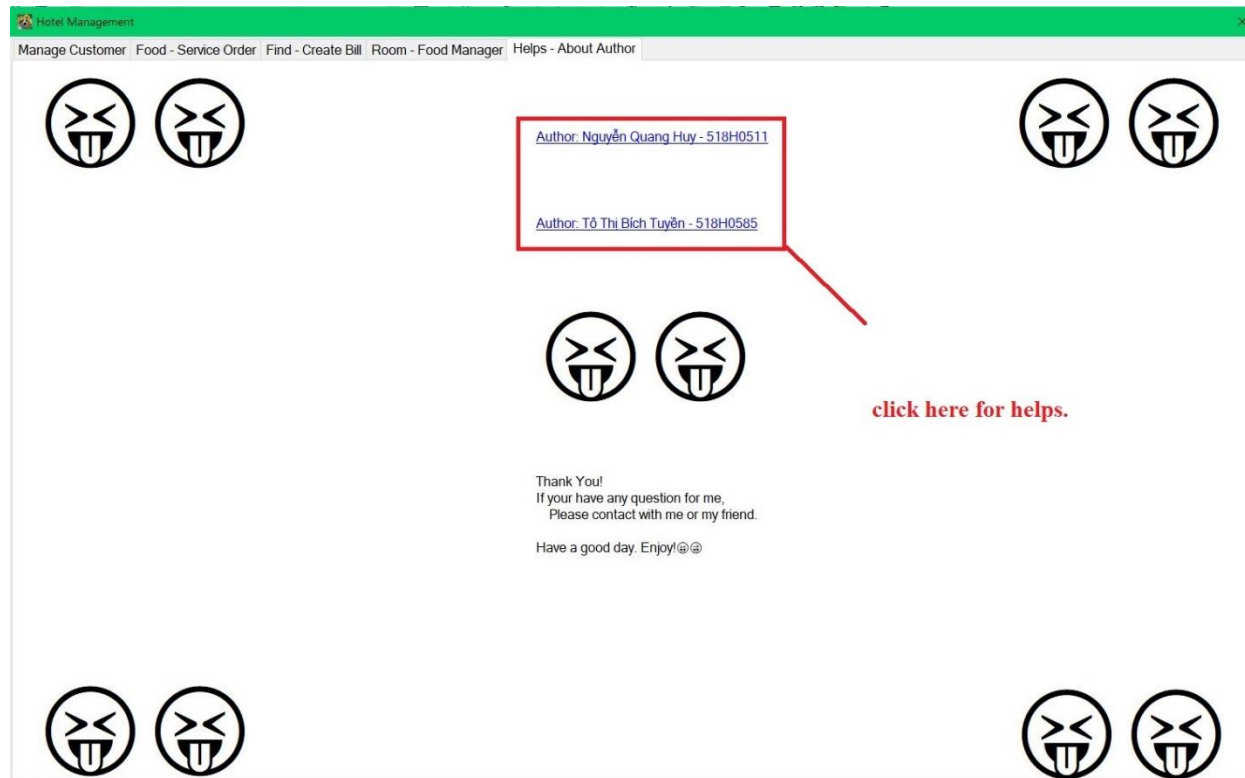 Hotel Management
Manage Customer Food - Service Order Find - Create Bill Room - Food Manager Helps - About Author
Author: Nguyễn Quang Huy - 518H0511
Author: Tô Thị Bích Tuyền - 518H0585
click here for helps.
Thank You!
If your have any question for me,
Please contact with me or my friend.
Have a good day. Enjoy!